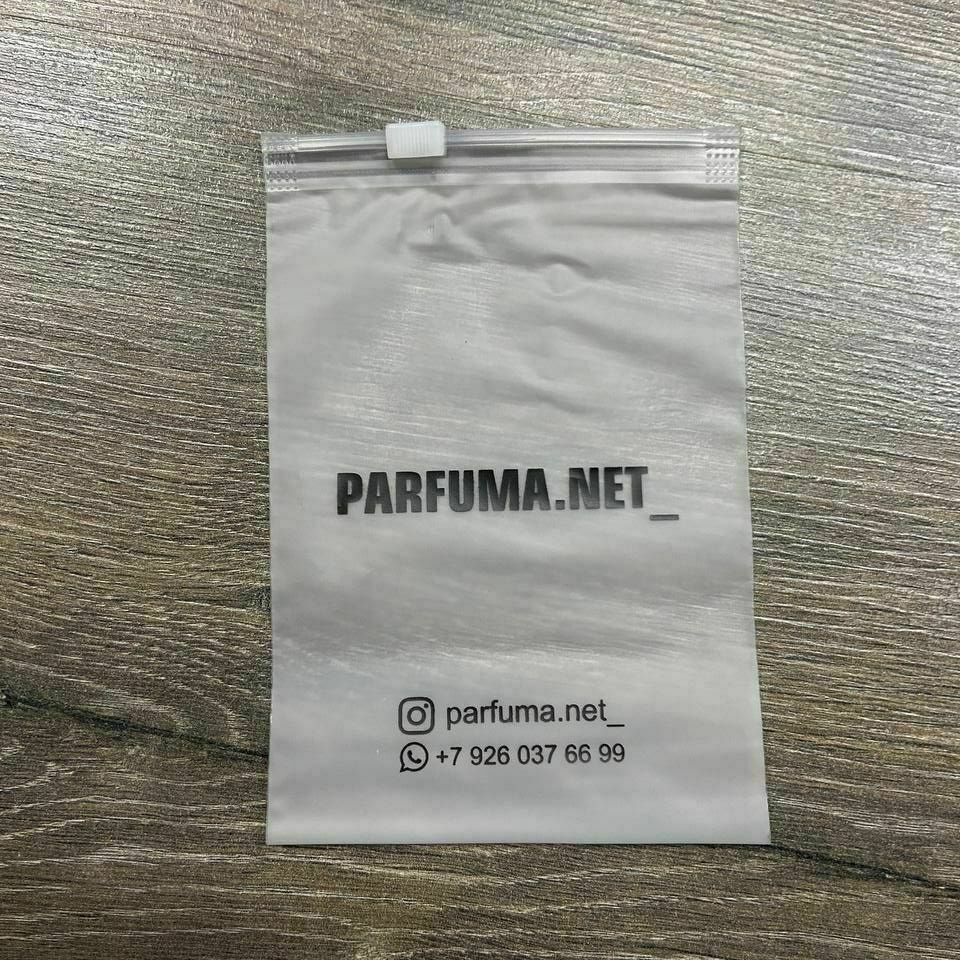 PARFUMA.NET_
parfuma.net_
+7 926 037 66 99